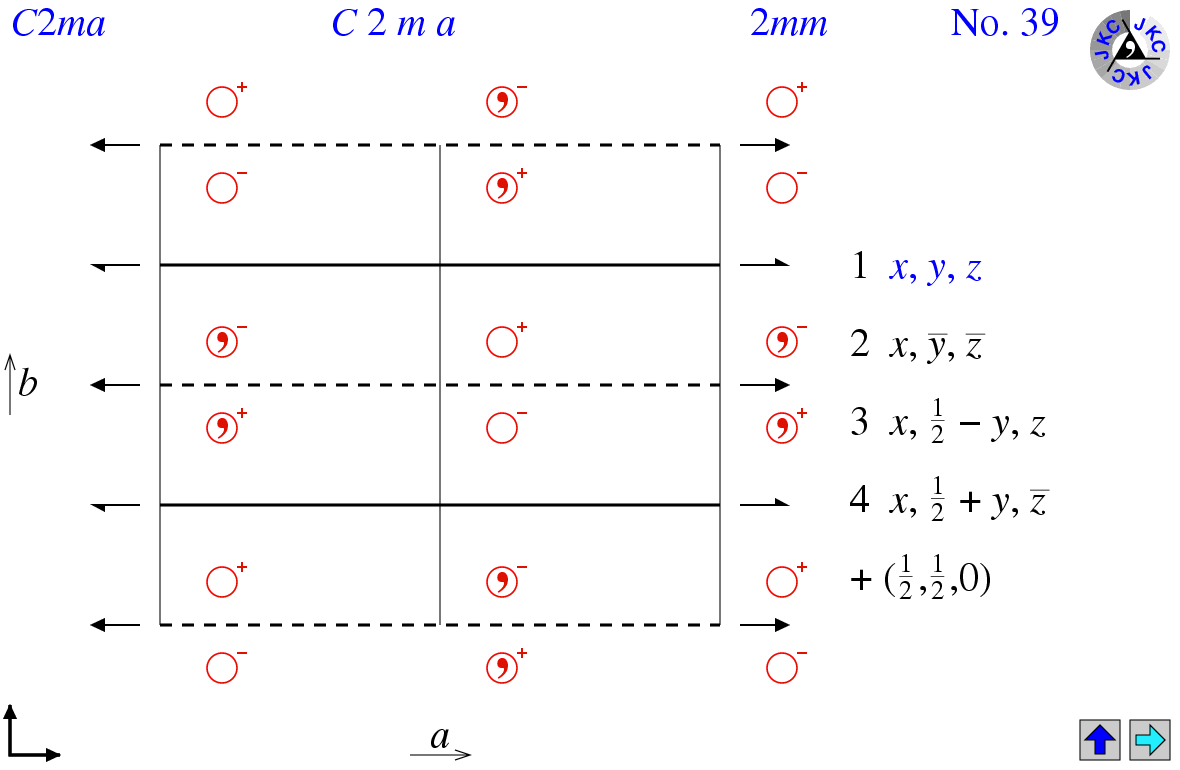 C2ma C 2 m a 2mm No. 39
JKC JKC JKC
+ − +
− + −
1 x, y, z
− + −
2 x, y̅, z̅
b
+ − +
3 x, 1/2 − y, z
4 x, 1/2 + y, z̅
+ − +
+ (1/2,1/2,0)
− + −
a